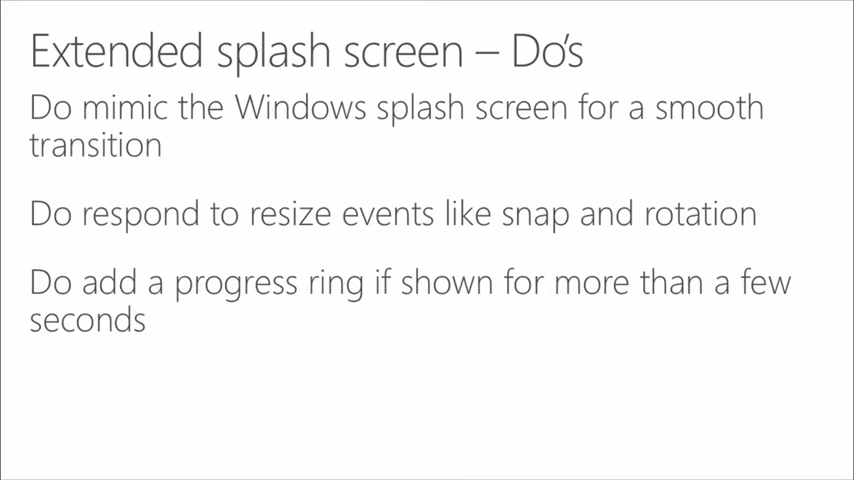 Extended splash screen – Do's
Do mimic the Windows splash screen for a smooth
transition
Do respond to resize events like snap and rotation
Do add a progress ring if shown for more than a few
seconds